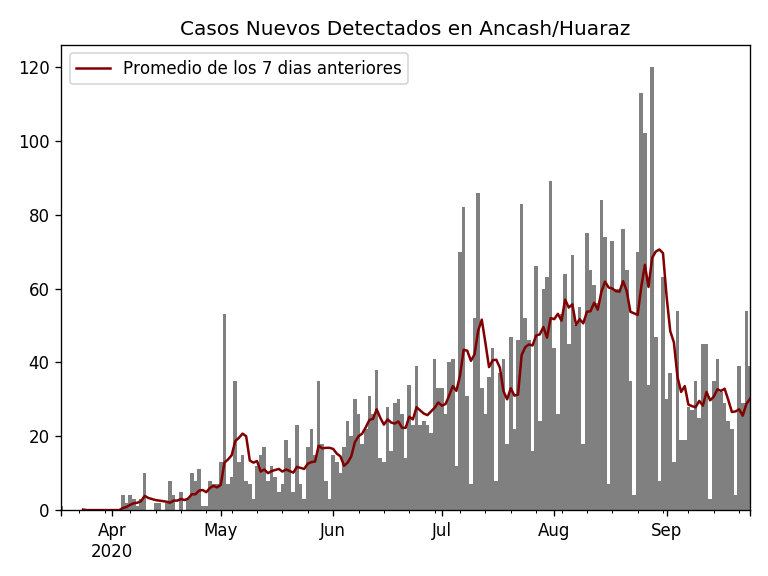 Casos Nuevos Detectados en Ancash/Huaraz
Promedio de los 7 dias anteriores
120
100
80
60
40
20
0
Apr May Jun Jul Aug Sep
2020